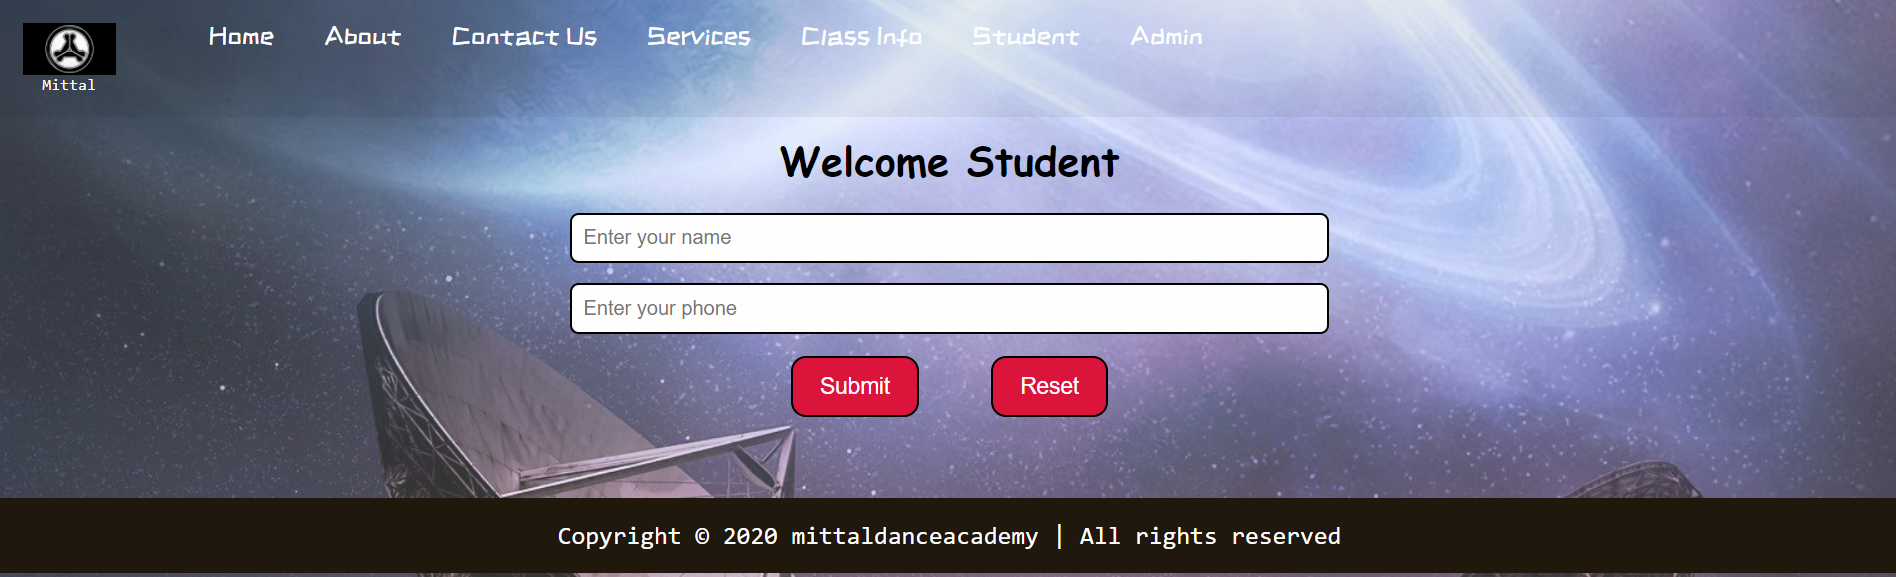 Home About Contact Us Services Class Info Student Admin
Mittal
Welcome Student
Enter your name
Enter your phone
Submit Reset
Copyright © 2020 mittaldanceacademy | All rights reserved